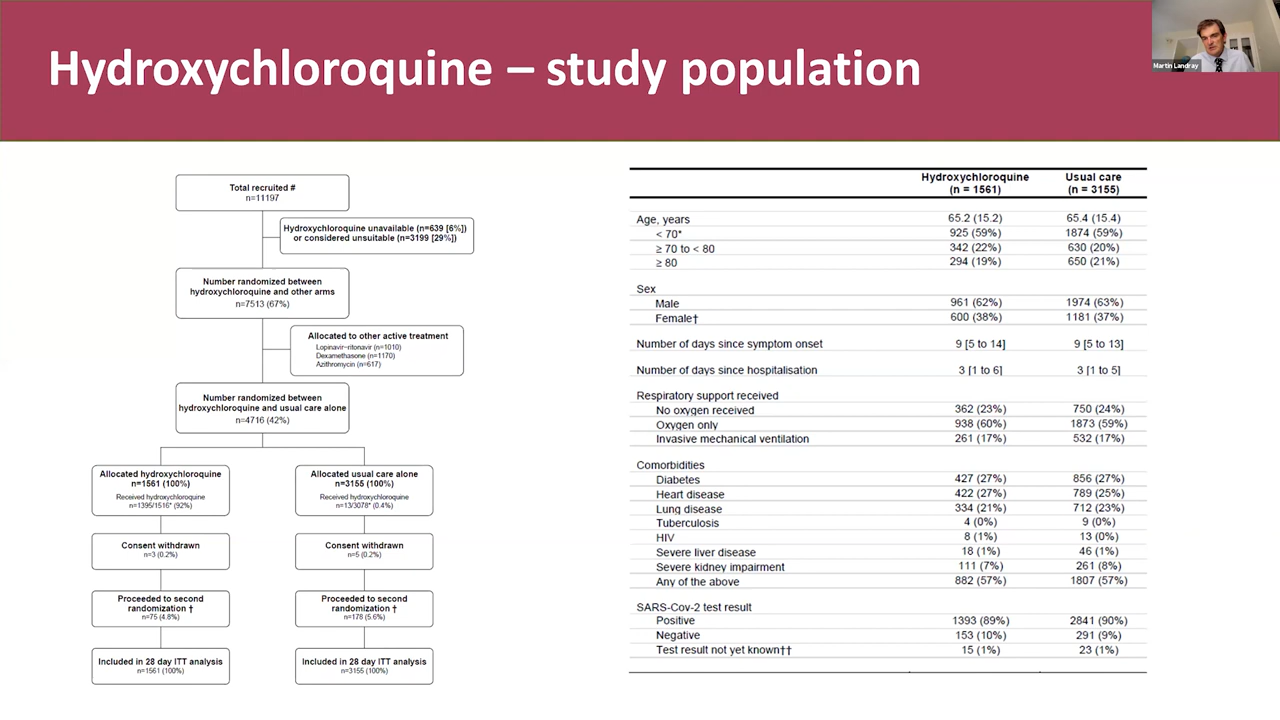 Hydroxychloroquine – study population
Martin Landray
Total recruited #
n=11197
Hydroxychloroquine unavailable (n=639 [6%])
or considered unsuitable (n=3199 [29%])
Number randomized between
hydroxychloroquine and other arms
n=7513 (67%)
Allocated to other active treatment
Lopinavir-ritonavir (n=1010)
Dexamethasone (n=1170)
Azithromycin (n=617)
Number randomized between
hydroxychloroquine and usual care alone
n=4716 (42%)
Allocated hydroxychloroquine
n=1561 (100%)
Received hydroxychloroquine
n=1395/1516* (92%)
Allocated usual care alone
n=3155 (100%)
Received hydroxychloroquine
n=13/3078* (0.4%)
Consent withdrawn
n=3 (0.2%)
Consent withdrawn
n=5 (0.2%)
Proceeded to second
randomization †
n=75 (4.8%)
Proceeded to second
randomization †
n=178 (5.6%)
Included in 28 day ITT analysis
n=1561 (100%)
Included in 28 day ITT analysis
n=3155 (100%)
Hydroxychloroquine Usual care
(n = 1561) (n = 3155)
Age, years 65.2 (15.2) 65.4 (15.4)
< 70* 925 (59%) 1874 (59%)
≥ 70 to < 80 342 (22%) 630 (20%)
≥ 80 294 (19%) 650 (21%)
Sex
Male 961 (62%) 1974 (63%)
Female† 600 (38%) 1181 (37%)
Number of days since symptom onset 9 [5 to 14] 9 [5 to 13]
Number of days since hospitalisation 3 [1 to 6] 3 [1 to 5]
Respiratory support received
No oxygen received 362 (23%) 750 (24%)
Oxygen only 938 (60%) 1873 (59%)
Invasive mechanical ventilation 261 (17%) 532 (17%)
Comorbidities
Diabetes 427 (27%) 856 (27%)
Heart disease 422 (27%) 789 (25%)
Lung disease 334 (21%) 712 (23%)
Tuberculosis 4 (0%) 9 (0%)
HIV 8 (1%) 13 (0%)
Severe liver disease 18 (1%) 46 (1%)
Severe kidney impairment 111 (7%) 261 (8%)
Any of the above 882 (57%) 1807 (57%)
SARS-Cov-2 test result
Positive 1393 (89%) 2841 (90%)
Negative 153 (10%) 291 (9%)
Test result not yet known†† 15 (1%) 23 (1%)